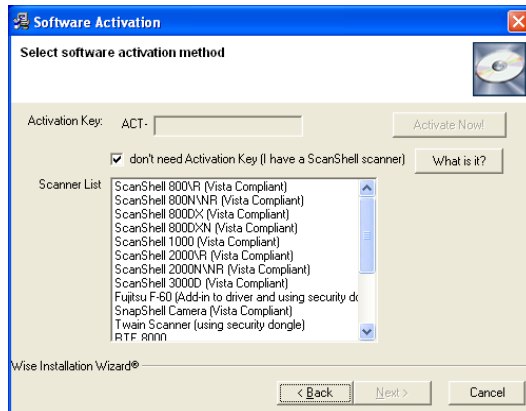 Software Activation
Select software activation method
Activation Key: ACT- Activate Now!
don't need Activation Key (I have a ScanShell scanner) What is it?
Scanner List
ScanShell 800\R (Vista Compliant)
ScanShell 800N\NR (Vista Compliant)
ScanShell 800DX (Vista Compliant)
ScanShell 800DXN (Vista Compliant)
ScanShell 1000 (Vista Compliant)
ScanShell 2000\R (Vista Compliant)
ScanShell 2000N\NR (Vista Compliant)
ScanShell 3000D (Vista Compliant)
Fujitsu F-60 (Add-in to driver and using security do
SnapShell Camera (Vista Compliant)
Twain Scanner (using security dongle)
RTE 8000
Wise Installation Wizard®
< Back Next > Cancel